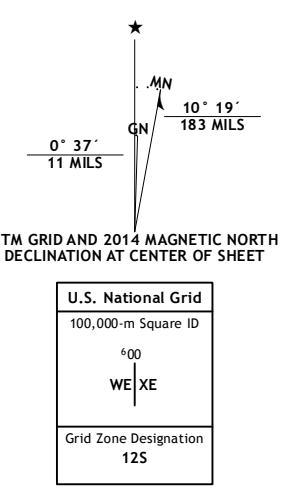 ★
MN
GN
10° 19´
183 MILS
0° 37´
11 MILS
TM GRID AND 2014 MAGNETIC NORTH
DECLINATION AT CENTER OF SHEET
U.S. National Grid
100,000-m Square ID
⁶00
WE XE
Grid Zone Designation
12S